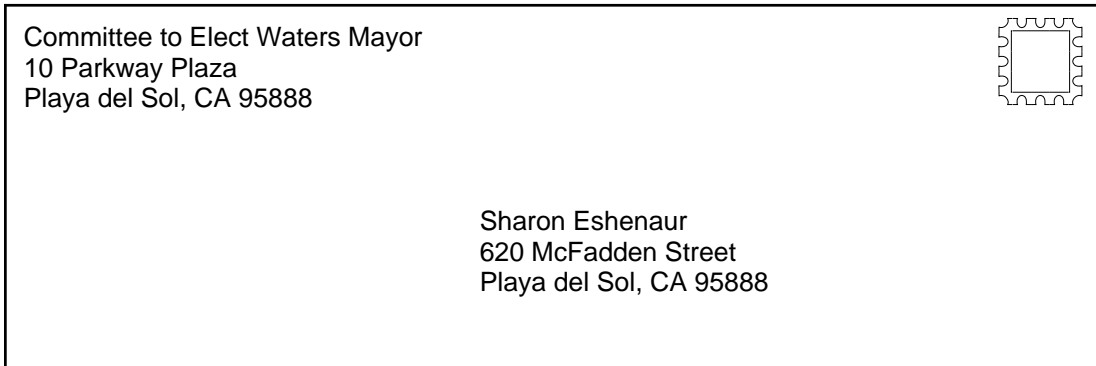 Committee to Elect Waters Mayor
10 Parkway Plaza
Playa del Sol, CA 95888
Sharon Eshenaur
620 McFadden Street
Playa del Sol, CA 95888